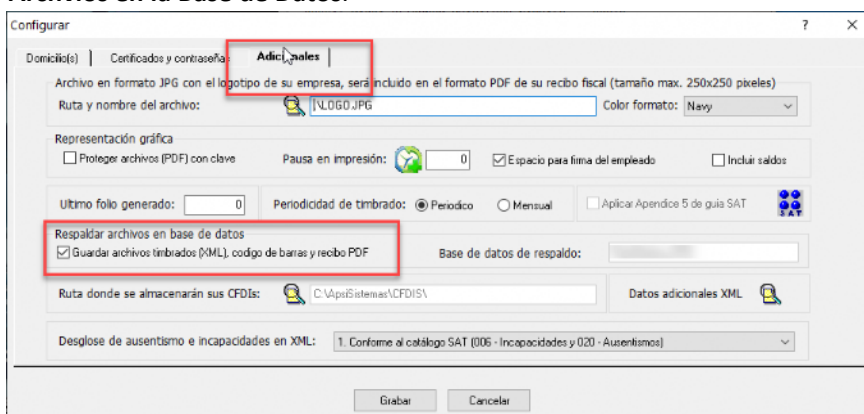 Configurar ? X
Domicilio(s) Certificados y contraseñas Adicionales
Archivo en formato JPG con el logotipo de su empresa, será incluido en el formato PDF de su recibo fiscal (tamaño max. 250x250 pixeles)
Ruta y nombre del archivo: .\LOGO.JPG Color formato: Navy
Representación gráfica
Proteger archivos (PDF) con clave Pausa en impresión: 0 Espacio para firma del empleado Incluir saldos
Ultimo folio generado: 0 Periodicidad de timbrado: Periodico Mensual Aplicar Apendice 5 de guia SAT SAT
Respaldar archivos en base de datos
Guardar archivos timbrados (XML), codigo de barras y recibo PDF Base de datos de respaldo:
Ruta donde se almacenarán sus CFDIs: C:\ApsiSistemas\CFDIS\ Datos adicionales XML
Desglose de ausentismo e incapacidades en XML: 1. Conforme al catálogo SAT (006 - Incapacidades y 020 - Ausentismos)
Grabar Cancelar